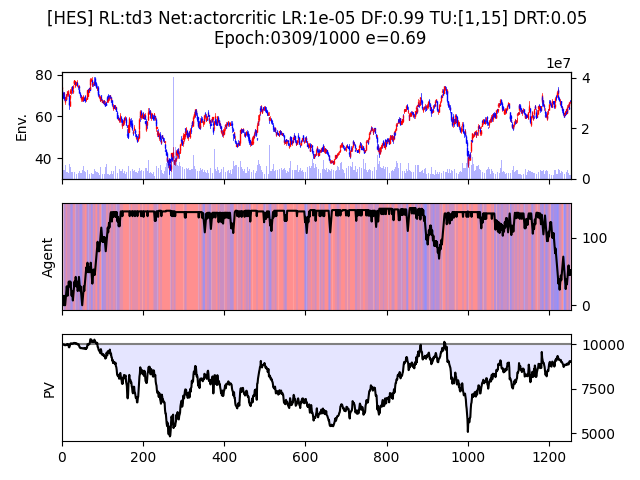 [HES] RL:td3 Net:actorcritic LR:1e-05 DF:0.99 TU:[1,15] DRT:0.05
Epoch:0309/1000 e=0.69
1e7
80
60
40
Env.
4
2
0
Agent
100
0
PV
10000
7500
5000
0 200 400 600 800 1000 1200